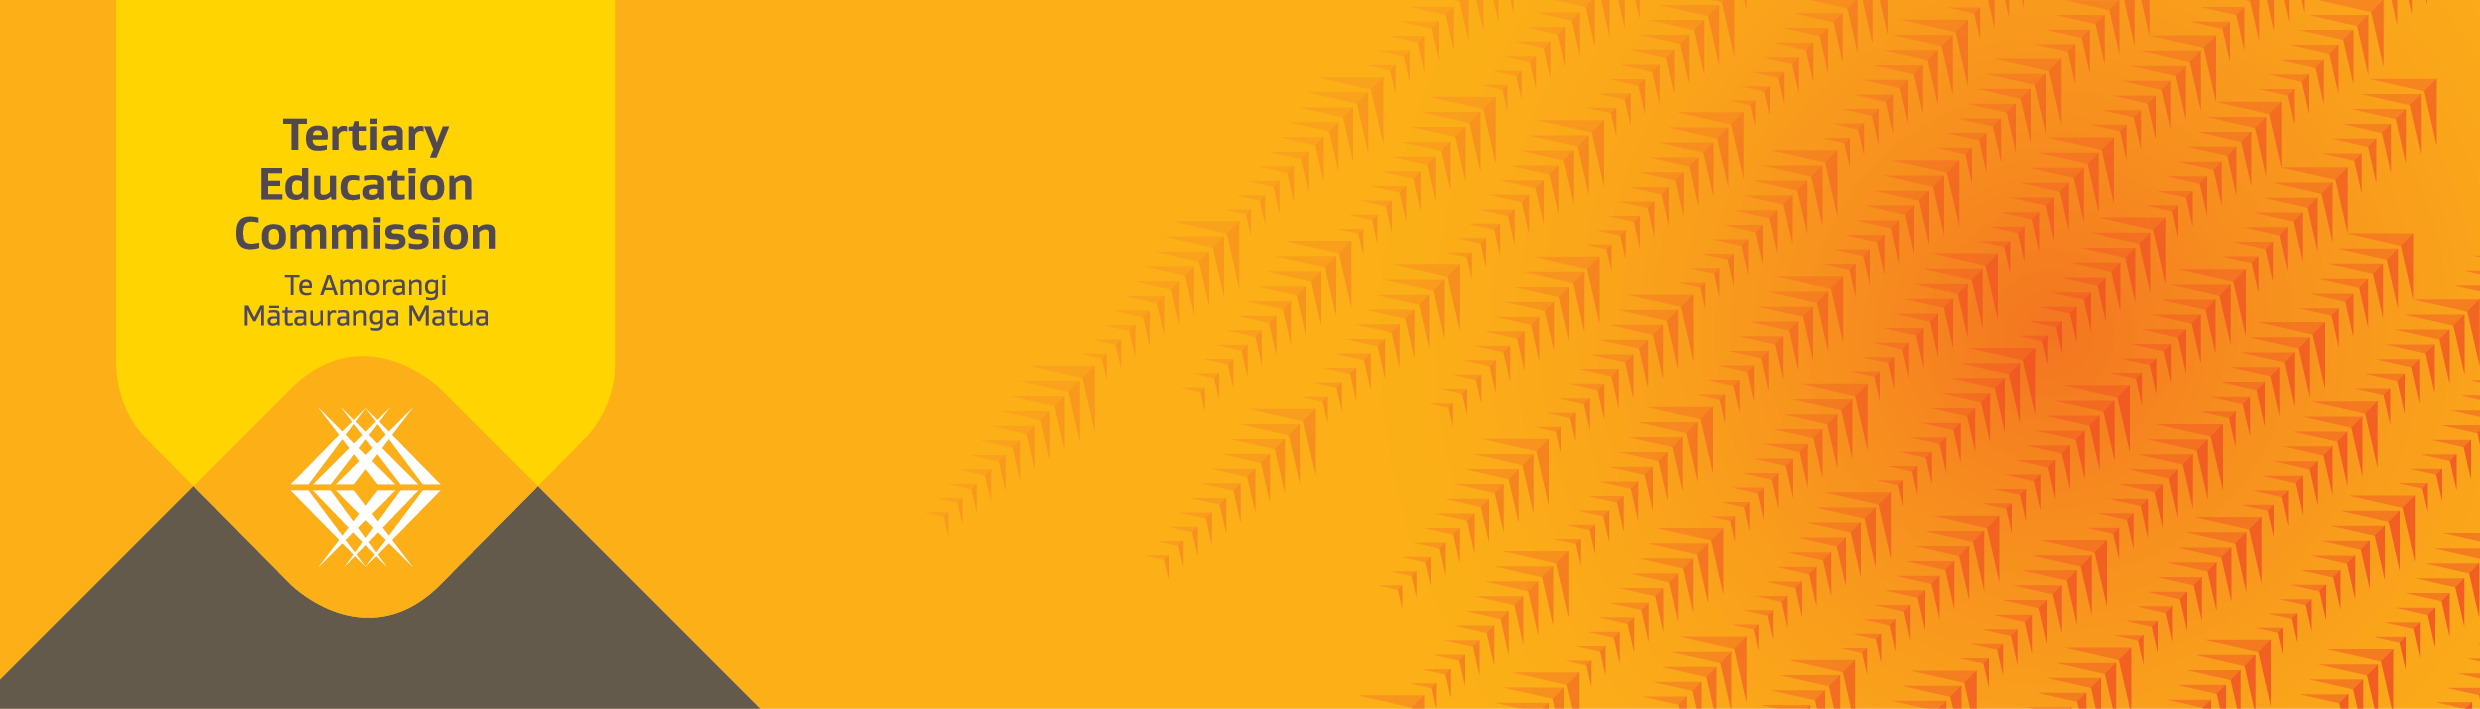 Tertiary
Education
Commission
Te Amorangi
Mātauranga Matua